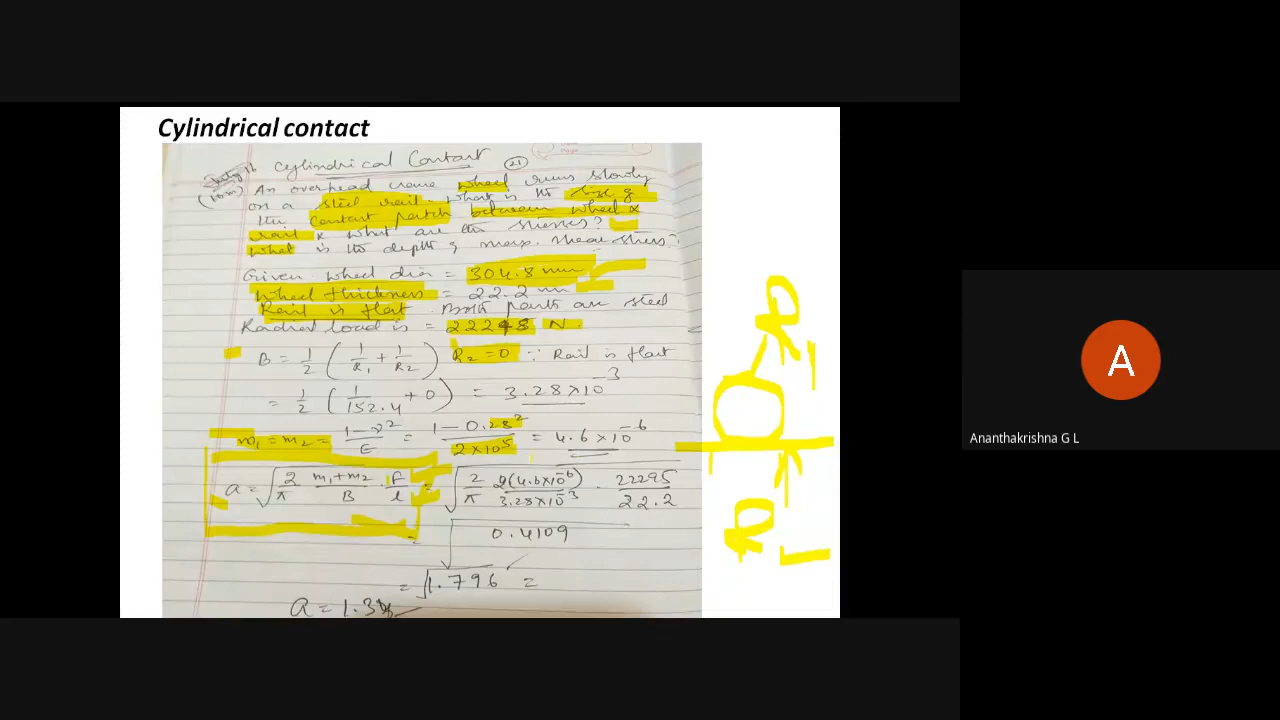 Cylindrical contact
Cylindrical Contact (21)
(10m) An overhead crane wheel runs slowly
on a steel rail. What is the size of
the contact patch between wheel &
rail & what are the stresses?
What is the depth of max. shear stress?
Given wheel dia = 304.8 mm
Wheel thickness = 22.2 m
Rail is flat. Both parts are steel
Radial load is = 22248 N.
B = 1/2 (1/R1 + 1/R2) R2 = 0 ∵ Rail is flat
= 1/2 (1/152.4 + 0) = 3.28 × 10^-3
m1 = m2 = (1 - ν^2)/E = (1 - 0.28^2)/(2 × 10^5) = 4.6 × 10^-6
a = √(2/π (m1 + m2)/B · F/l) = √(2/π 2(4.6×10^-6)/(3.28×10^-3) · 22295/22.2)
= √ 0.4109
= √1.796 =
a = 1.34
A
Ananthakrishna G L